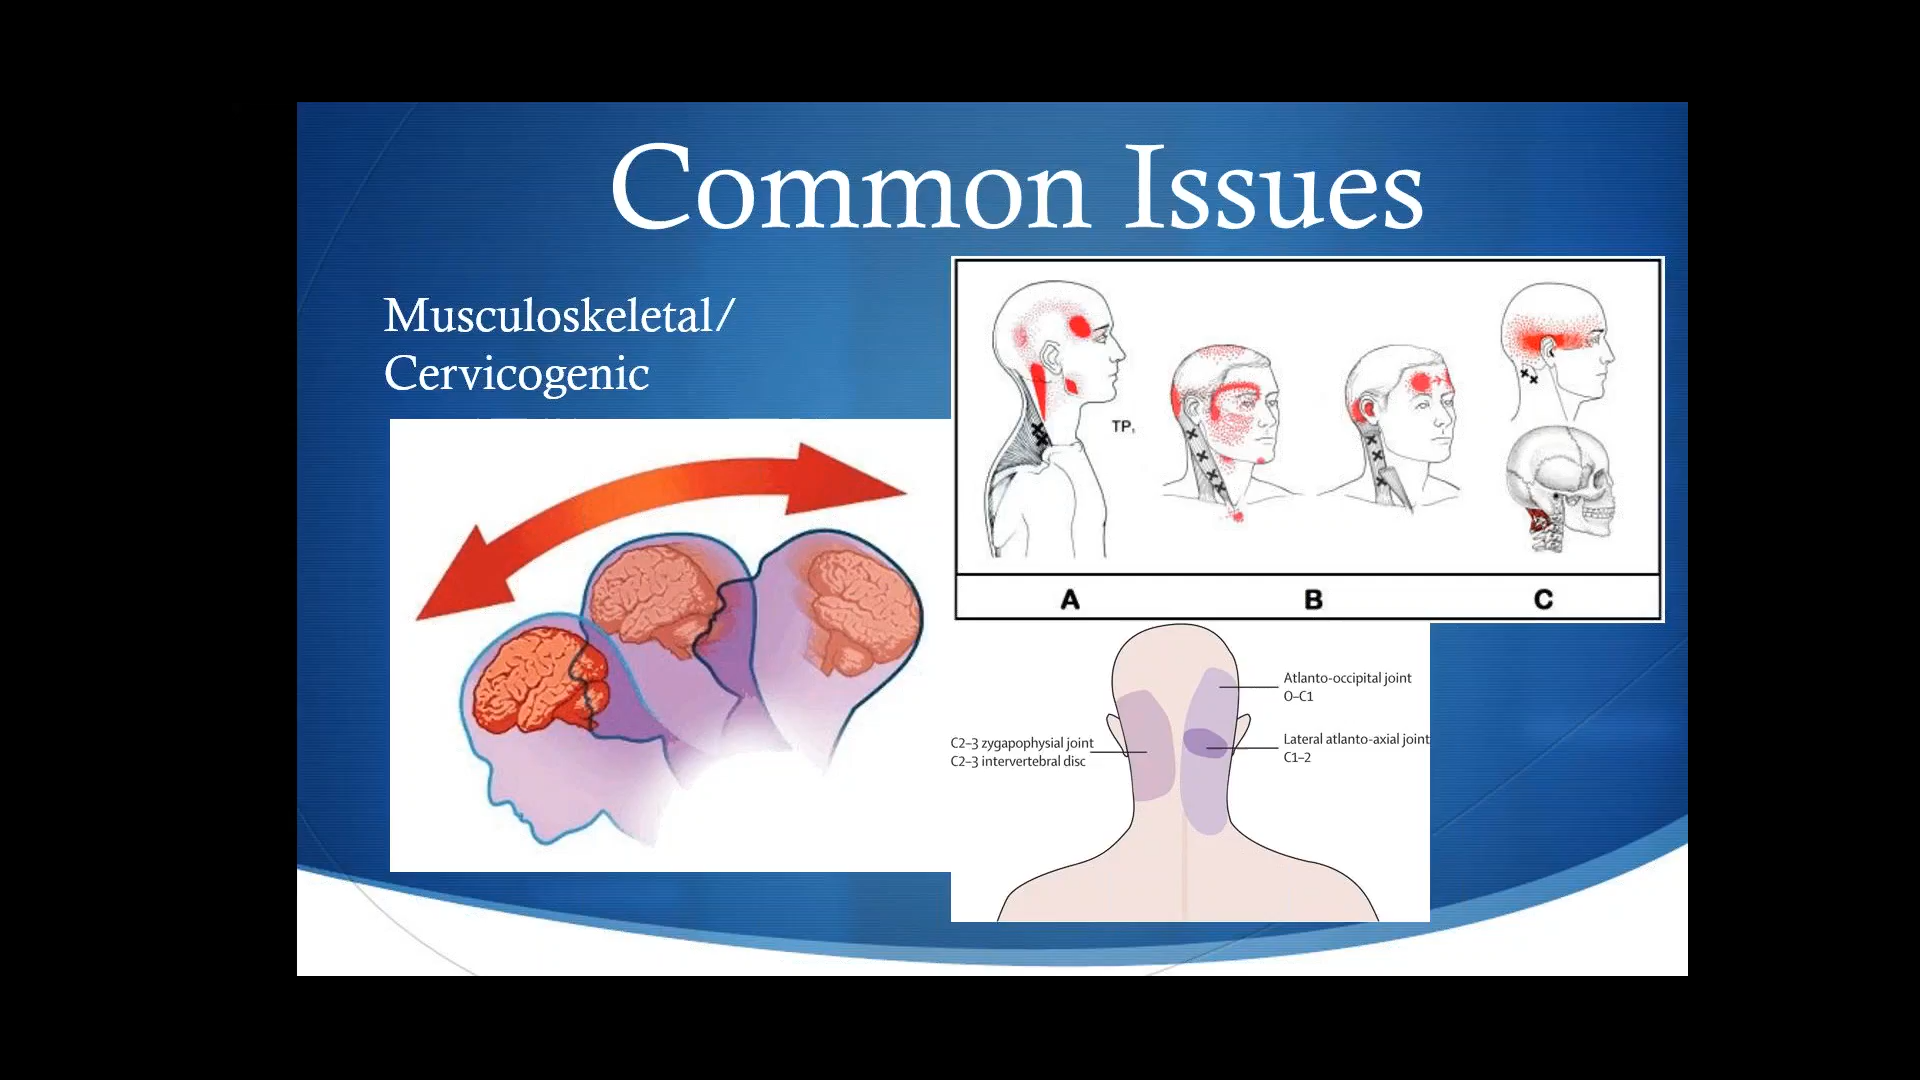 Common Issues
Musculoskeletal/
Cervicogenic
TP₁
A B C
Atlanto-occipital joint
O–C1
C2–3 zygapophysial joint
C2–3 intervertebral disc
Lateral atlanto-axial joint
C1–2